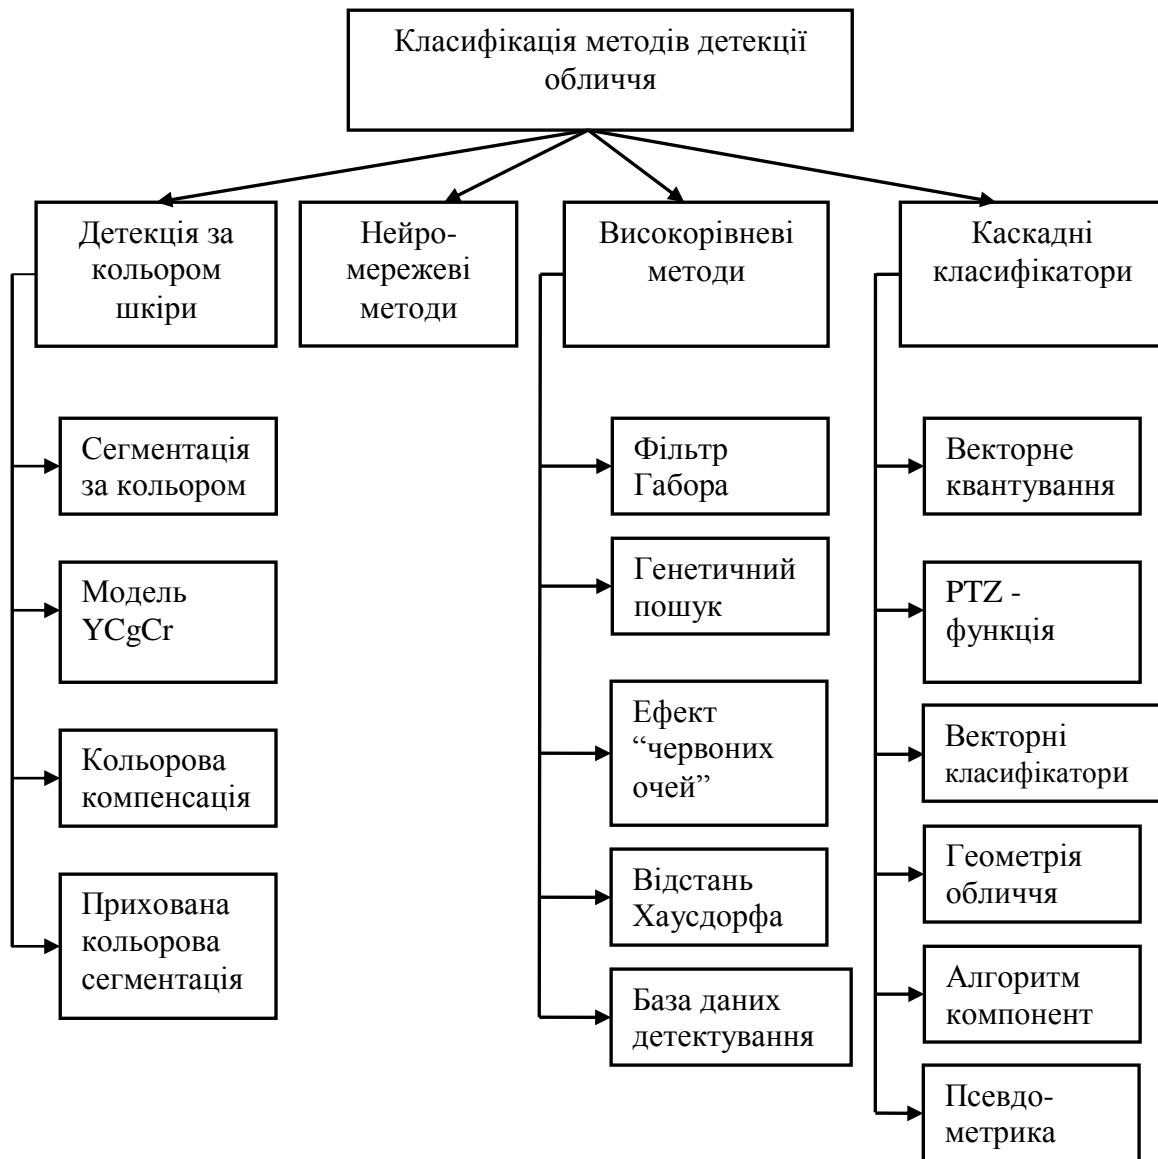 Класифікація методів детекції
обличчя
Детекція за
кольором
шкіри
Нейро-
мережеві
методи
Високорівневі
методи
Каскадні
класифікатори
Сегментація
за кольором
Модель
YCgCr
Кольорова
компенсація
Прихована
кольорова
сегментація
Фільтр
Габора
Генетичний
пошук
Ефект
“червоних
очей”
Відстань
Хаусдорфа
База даних
детектування
Векторне
квантування
PTZ -
функція
Векторні
класифікатори
Геометрія
обличчя
Алгоритм
компонент
Псевдо-
метрика